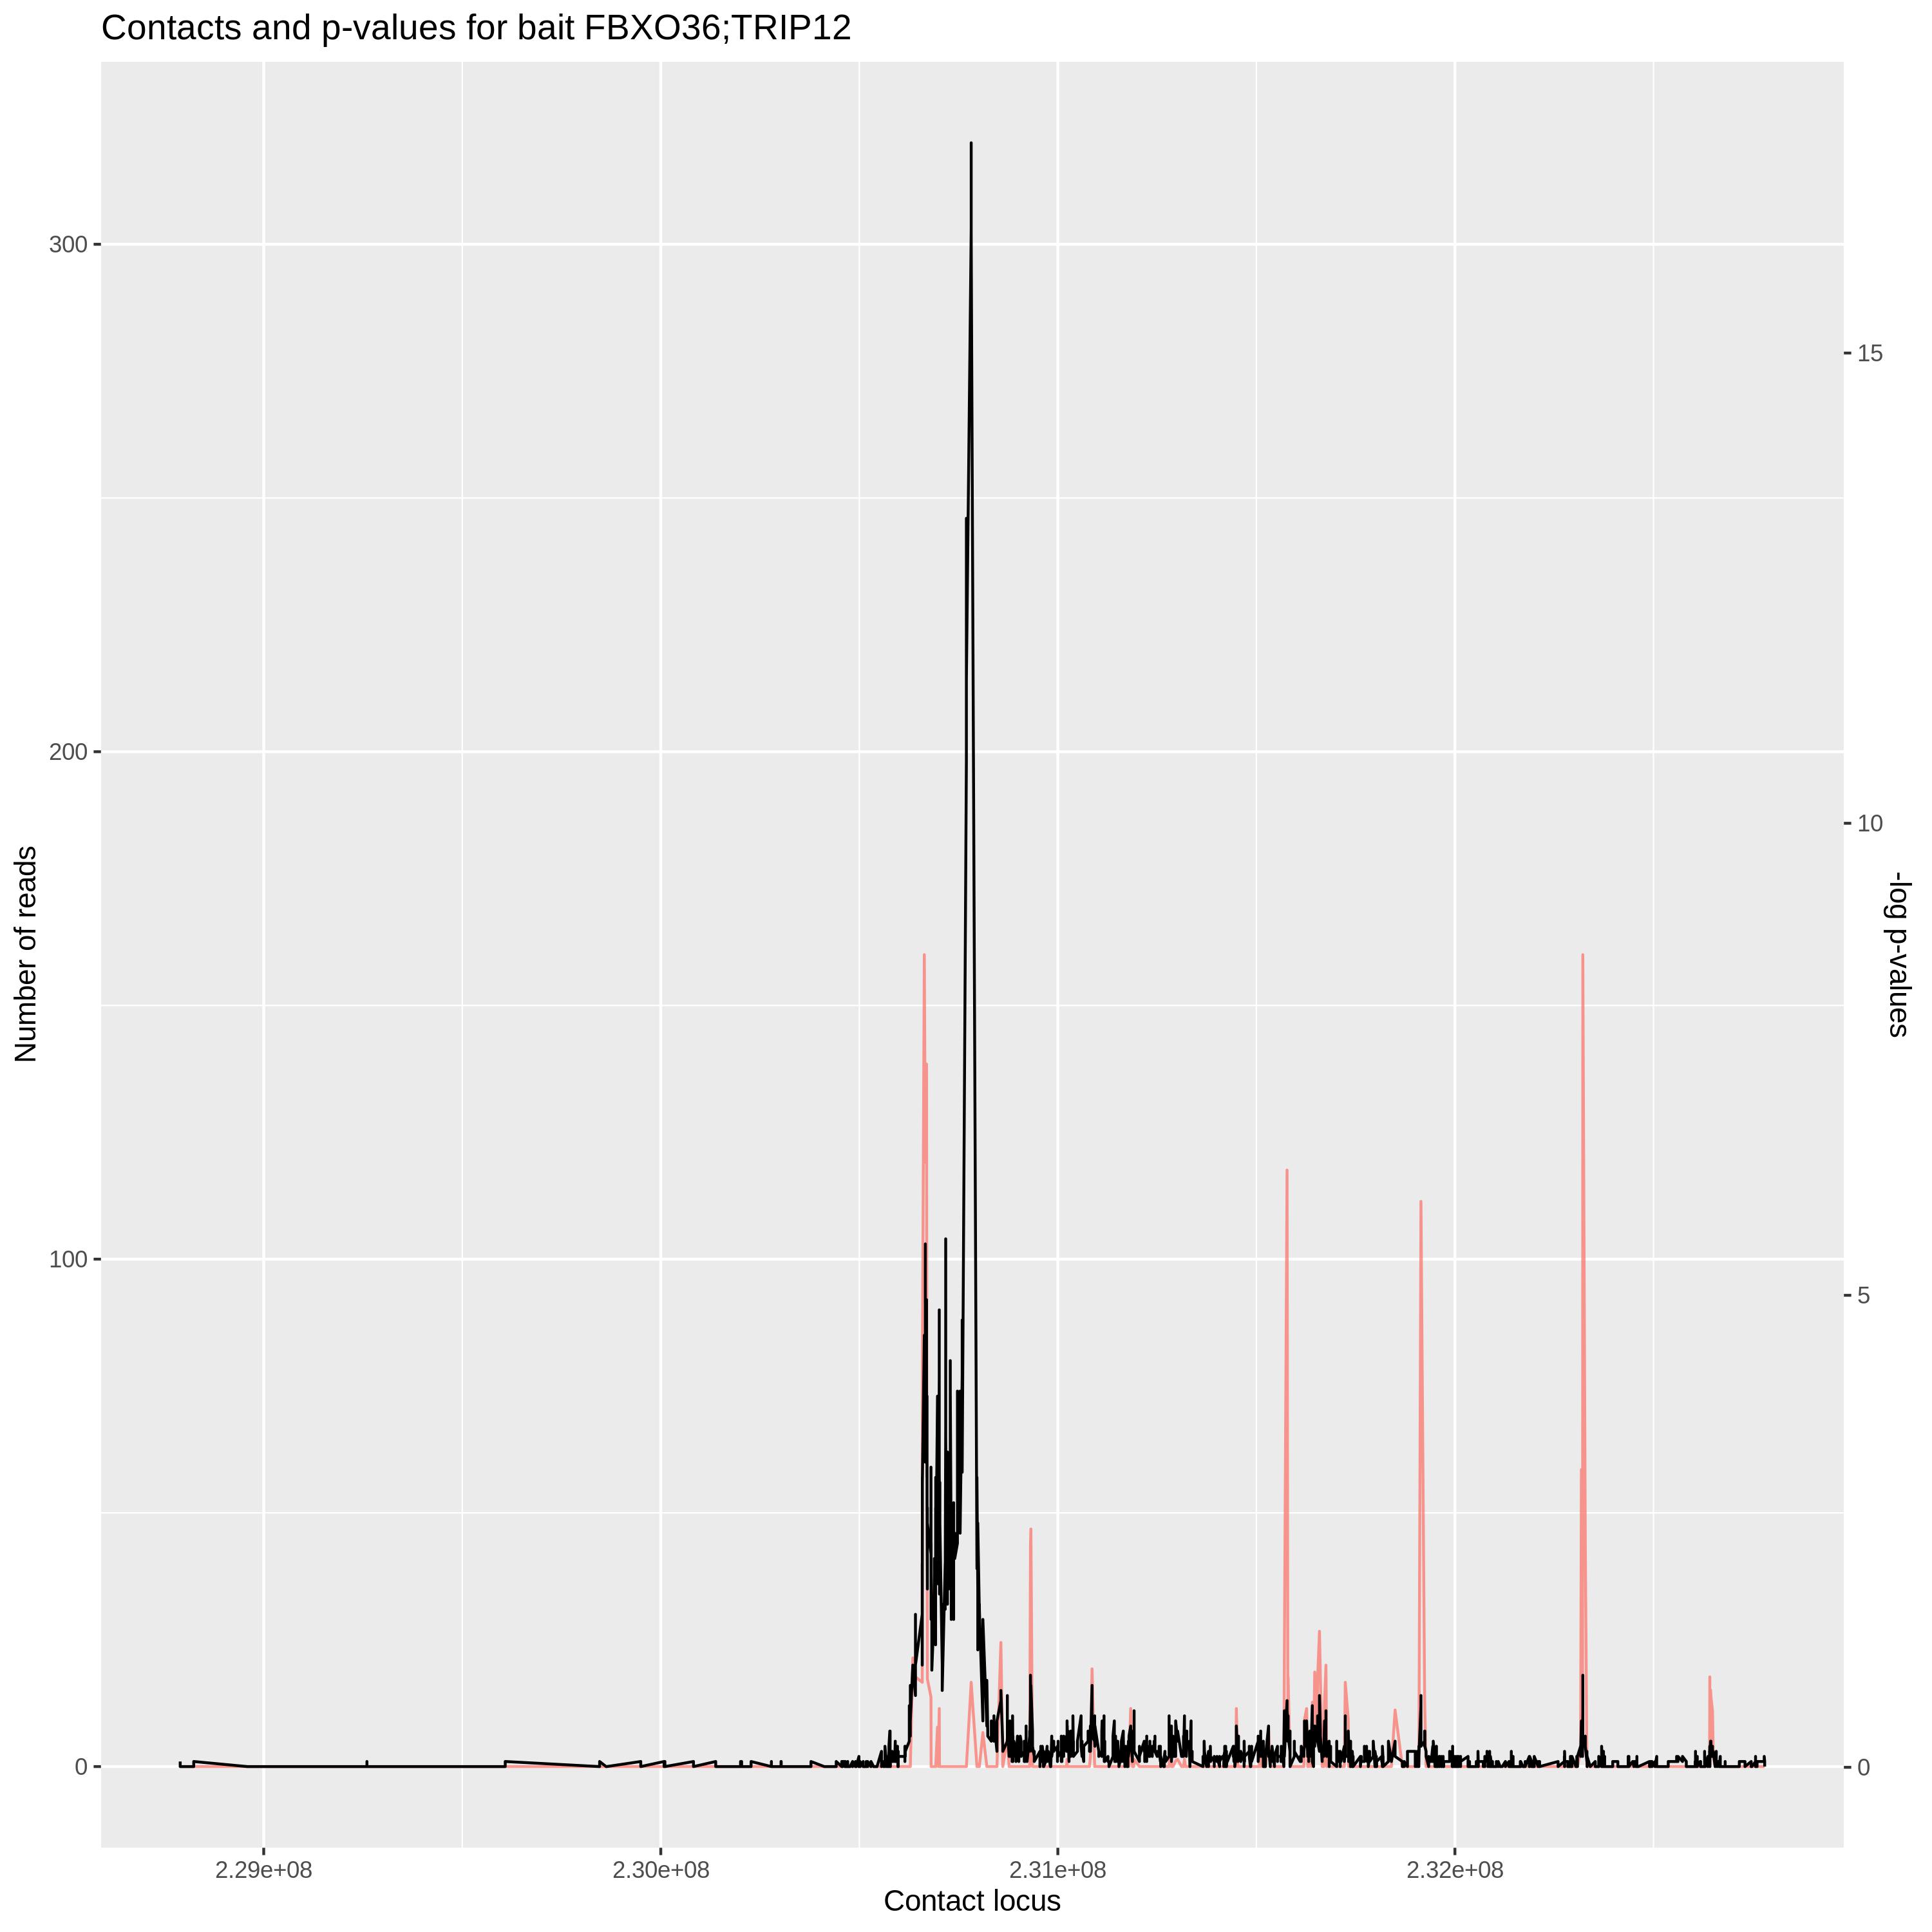 Contacts and p-values for bait FBXO36;TRIP12
300
200
100
0
Number of reads
15
10
5
0
-log p-values
2.29e+08
2.30e+08
2.31e+08
2.32e+08
Contact locus